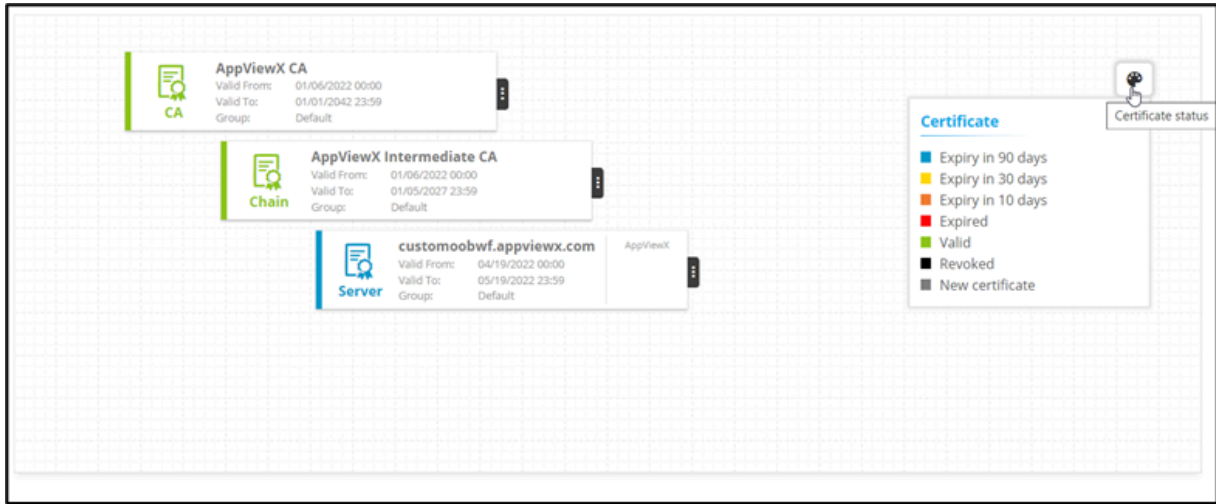 AppViewX CA
Valid From: 01/06/2022 00:00
Valid To: 01/01/2042 23:59
Group: Default
CA
AppViewX Intermediate CA
Valid From: 01/06/2022 00:00
Valid To: 01/05/2027 23:59
Group: Default
Chain
customoobwf.appviewx.com
AppViewX
Valid From: 04/19/2022 00:00
Valid To: 05/19/2022 23:59
Group: Default
Server
Certificate status
Certificate
Expiry in 90 days
Expiry in 30 days
Expiry in 10 days
Expired
Valid
Revoked
New certificate